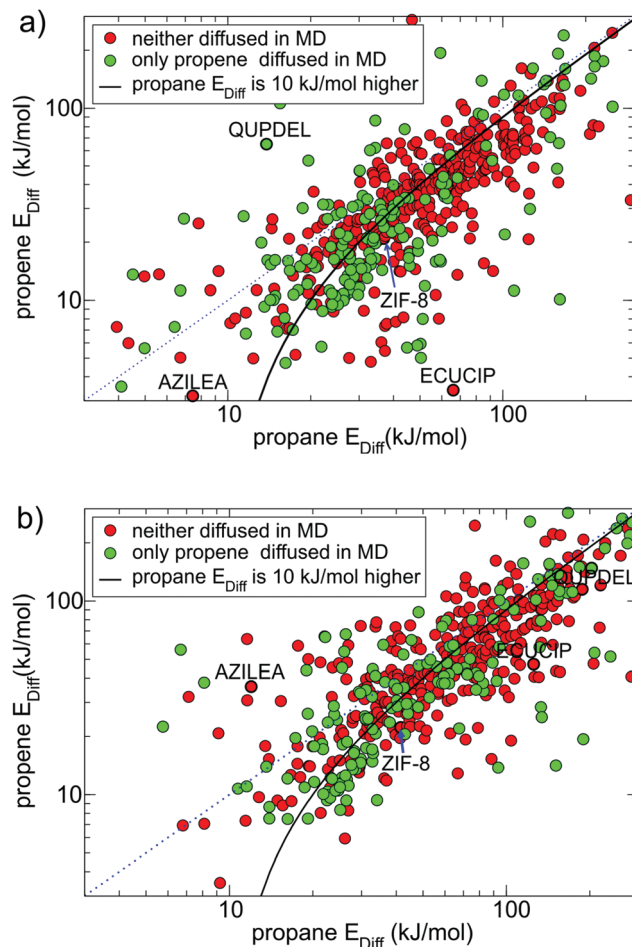 a)
neither diffused in MD
only propene diffused in MD
propane E_Diff is 10 kJ/mol higher
100
QUPDEL
propene E_Diff (kJ/mol)
10
ZIF-8
AZILEA
ECUCIP
10
100
propane E_Diff(kJ/mol)
b)
neither diffused in MD
only propene diffused in MD
propane E_Diff is 10 kJ/mol higher
100
QUPDEL
AZILEA
ECUCIP
propene E_Diff(kJ/mol)
ZIF-8
10
10
100
propane E_Diff (kJ/mol)